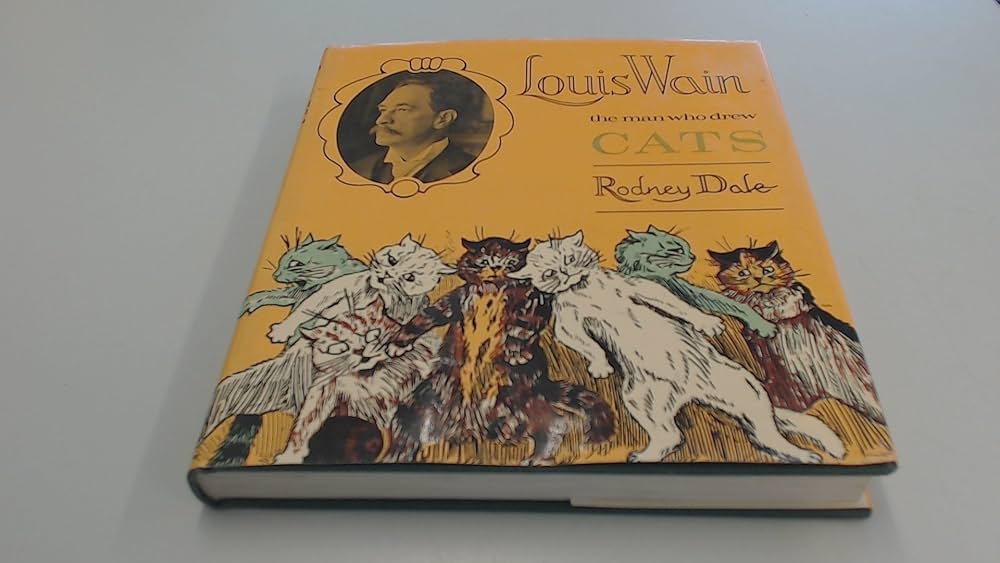 Louis Wain
the man who drew
CATS
Rodney Dale